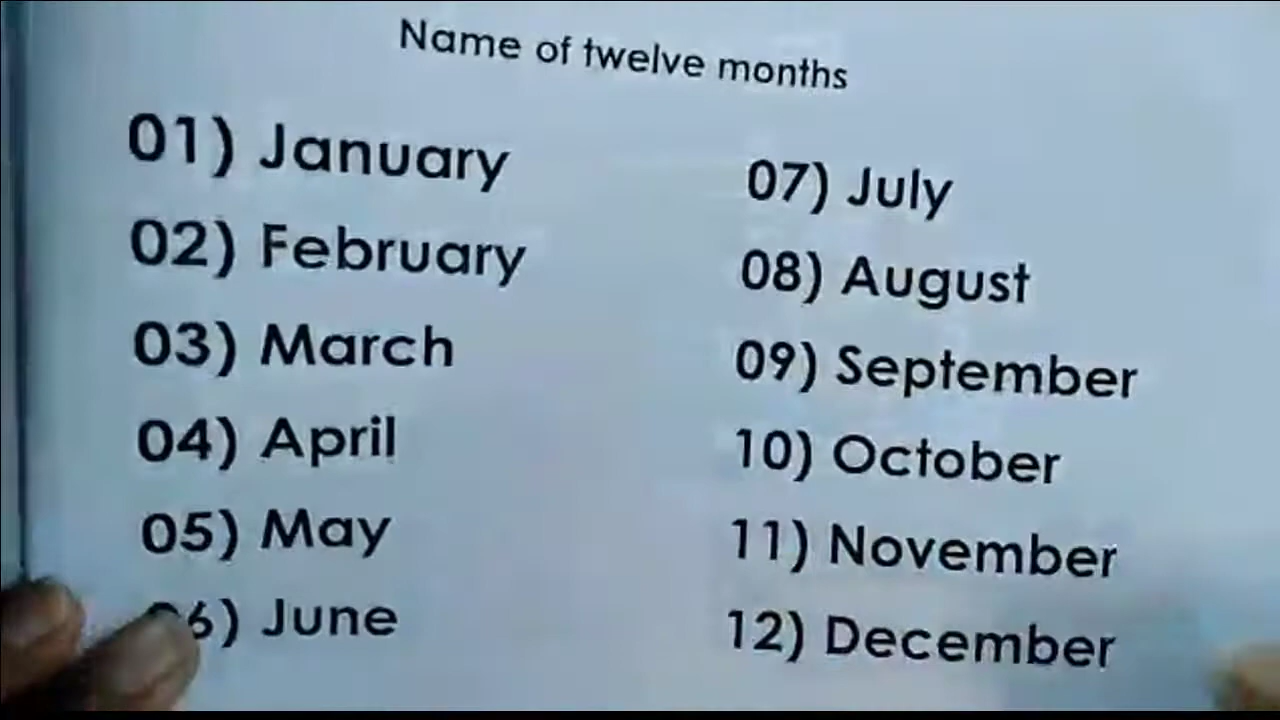 Name of twelve months
01) January
02) February
03) March
04) April
05) May
06) June
07) July
08) August
09) September
10) October
11) November
12) December